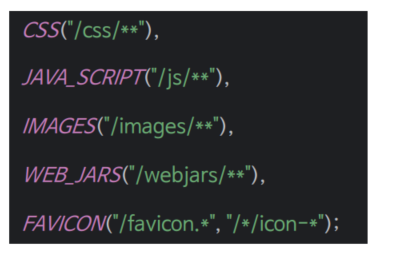 CSS("/css/**"),
JAVA_SCRIPT("/js/**"),
IMAGES("/images/**"),
WEB_JARS("/webjars/**"),
FAVICON("/favicon.*", "/*/icon-*");